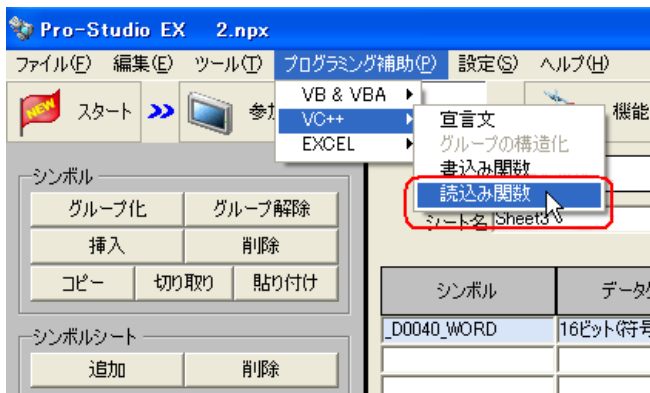 Pro-Studio EX 2.npx
ファイル(F) 編集(E) ツール(T) プログラミング補助(P) 設定(S) ヘルプ(H)
NEW スタート 機能
VB & VBA
VC++
EXCEL
宣言文
グループの構造化
書込み関数
読込み関数
シート名 Sheet3
シンボル
グループ化 グループ解除
挿入 削除
コピー 切り取り 貼り付け
シンボルシート
追加 削除
シンボル
_D0040_WORD 16ビット(符号